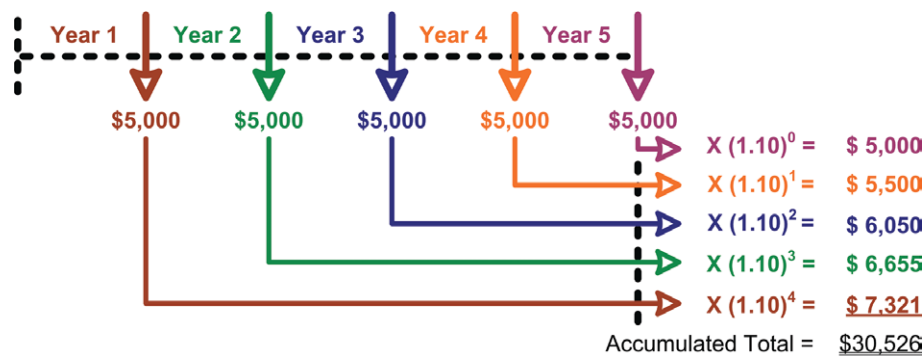 Year 1 Year 2 Year 3 Year 4 Year 5
$5,000 $5,000 $5,000 $5,000 $5,000
X (1.10)⁰ = $ 5,000
X (1.10)¹ = $ 5,500
X (1.10)² = $ 6,050
X (1.10)³ = $ 6,655
X (1.10)⁴ = $ 7,321
Accumulated Total = $30,526